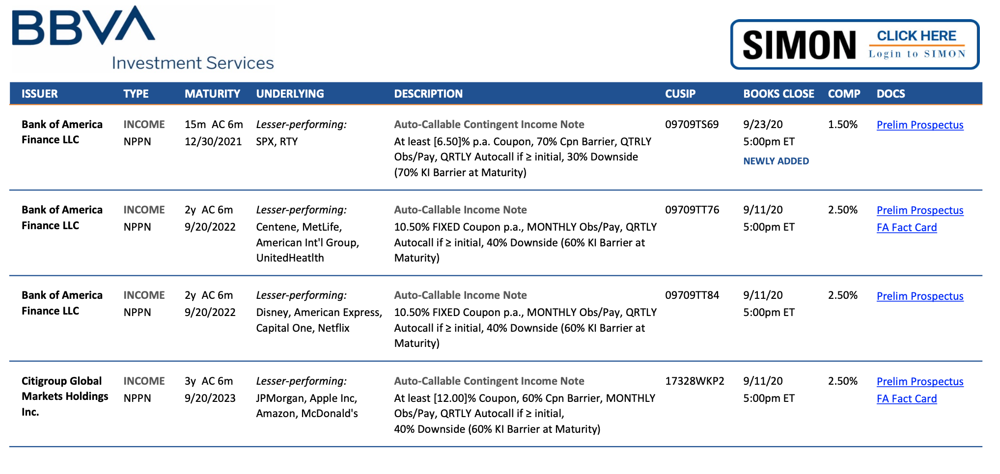 BBVA
Investment Services
SIMON
CLICK HERE
Login to SIMON
ISSUER TYPE MATURITY UNDERLYING DESCRIPTION CUSIP BOOKS CLOSE COMP DOCS
Bank of America INCOME 15m AC 6m Lesser-performing: Auto-Callable Contingent Income Note 09709TS69 9/23/20 1.50% Prelim Prospectus
Finance LLC NPPN 12/30/2021 SPX, RTY At least [6.50]% p.a. Coupon, 70% Cpn Barrier, QTRLY 5:00pm ET
Obs/Pay, QRTLY Autocall if ≥ initial, 30% Downside NEWLY ADDED
(70% KI Barrier at Maturity)
Bank of America INCOME 2y AC 6m Lesser-performing: Auto-Callable Income Note 09709TT76 9/11/20 2.50% Prelim Prospectus
Finance LLC NPPN 9/20/2022 Centene, MetLife, 10.50% FIXED Coupon p.a., MONTHLY Obs/Pay, QRTLY 5:00pm ET FA Fact Card
American Int'l Group, Autocall if ≥ initial, 40% Downside (60% KI Barrier at
UnitedHeatlth Maturity)
Bank of America INCOME 2y AC 6m Lesser-performing: Auto-Callable Income Note 09709TT84 9/11/20 2.50% Prelim Prospectus
Finance LLC NPPN 9/20/2022 Disney, American Express, 10.50% FIXED Coupon p.a., MONTHLY Obs/Pay, QRTLY 5:00pm ET
Capital One, Netflix Autocall if ≥ initial, 40% Downside (60% KI Barrier at
Maturity)
Citigroup Global INCOME 3y AC 6m Lesser-performing: Auto-Callable Contingent Income Note 17328WKP2 9/11/20 2.50% Prelim Prospectus
Markets Holdings NPPN 9/20/2023 JPMorgan, Apple Inc, At least [12.00]% Coupon, 60% Cpn Barrier, MONTHLY 5:00pm ET FA Fact Card
Inc. Amazon, McDonald's Obs/Pay, QRTLY Autocall if ≥ initial,
40% Downside (60% KI Barrier at Maturity)